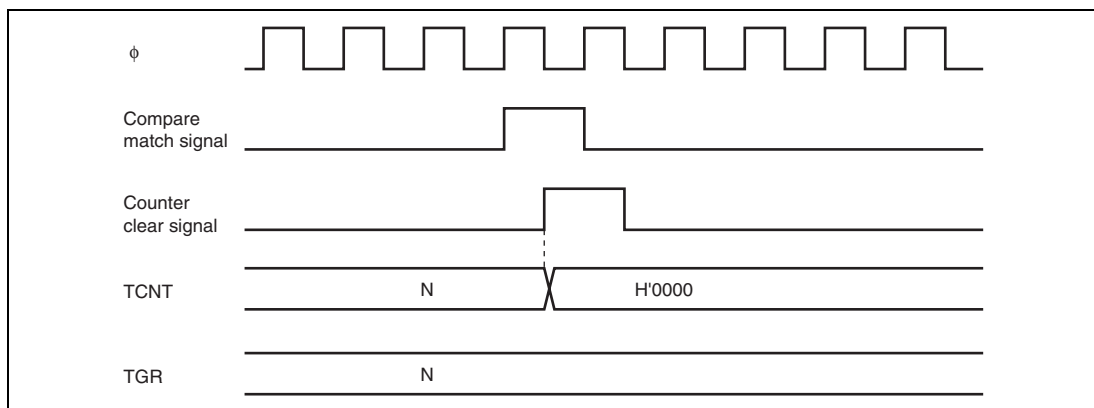 ϕ
Compare
match signal
Counter
clear signal
TCNT
N
H'0000
TGR
N